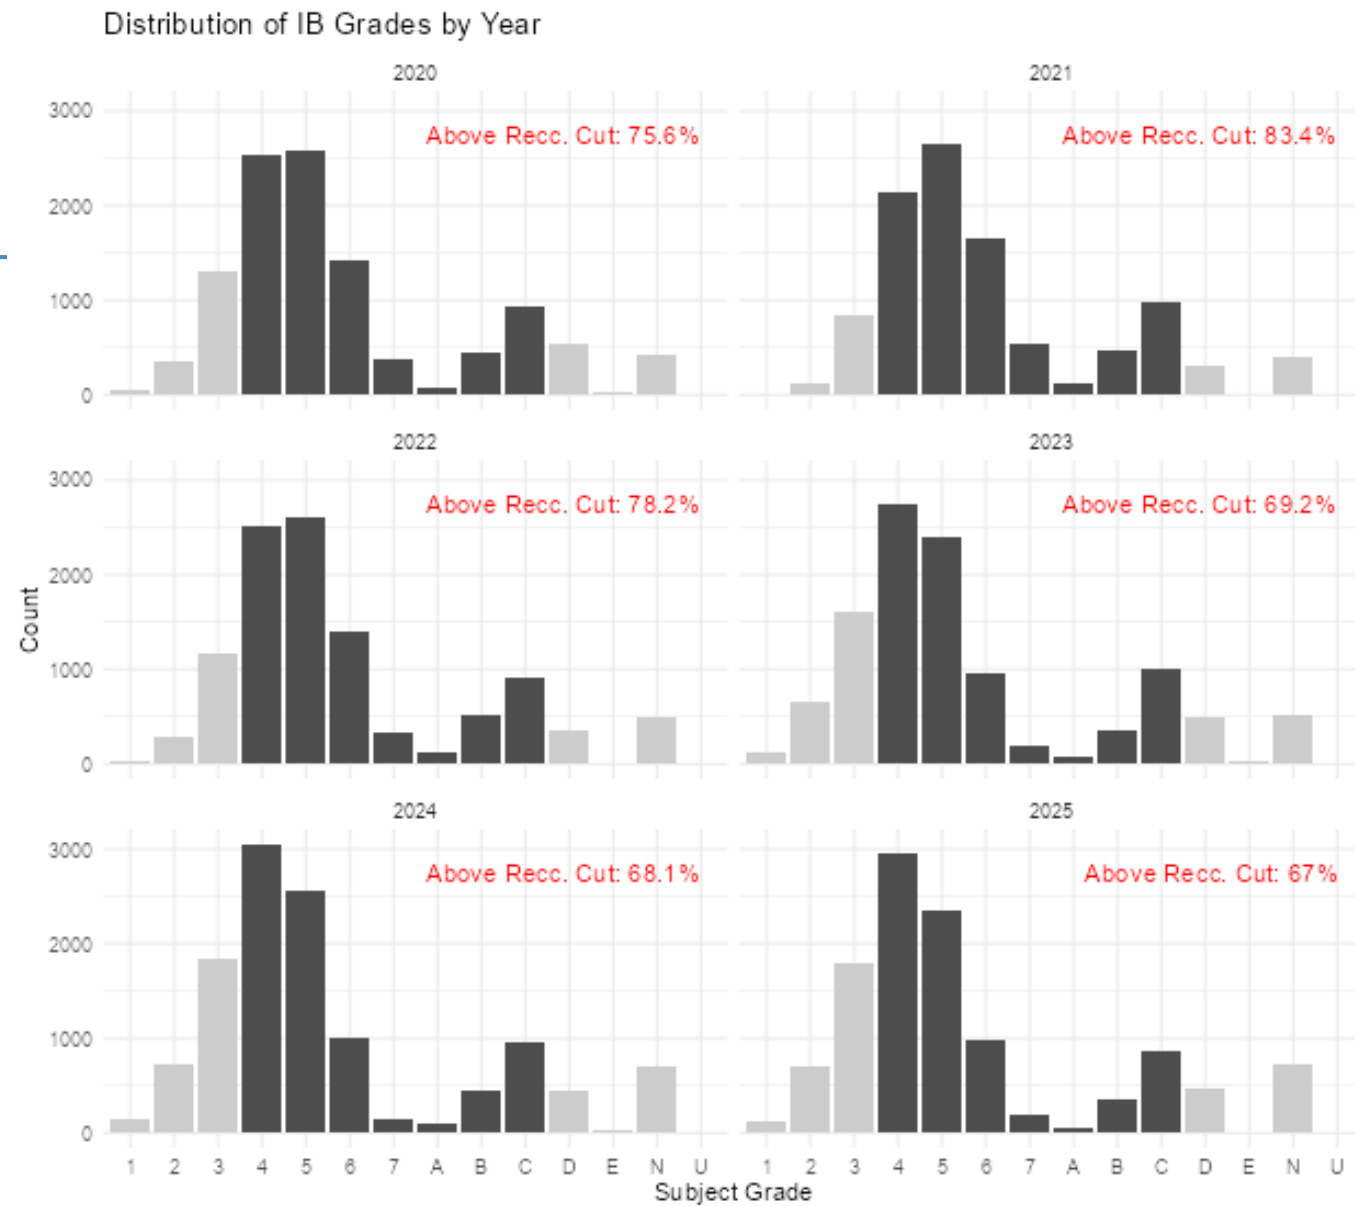 Distribution of IB Grades by Year
2020
2021
3000
2000
1000
0
Above Recc. Cut: 75.6%
Above Recc. Cut: 83.4%
2022
2023
3000
2000
1000
0
Above Recc. Cut: 78.2%
Above Recc. Cut: 69.2%
Count
2024
2025
3000
2000
1000
0
Above Recc. Cut: 68.1%
Above Recc. Cut: 67%
1 2 3 4 5 6 7 A B C D E N U
1 2 3 4 5 6 7 A B C D E N U
Subject Grade